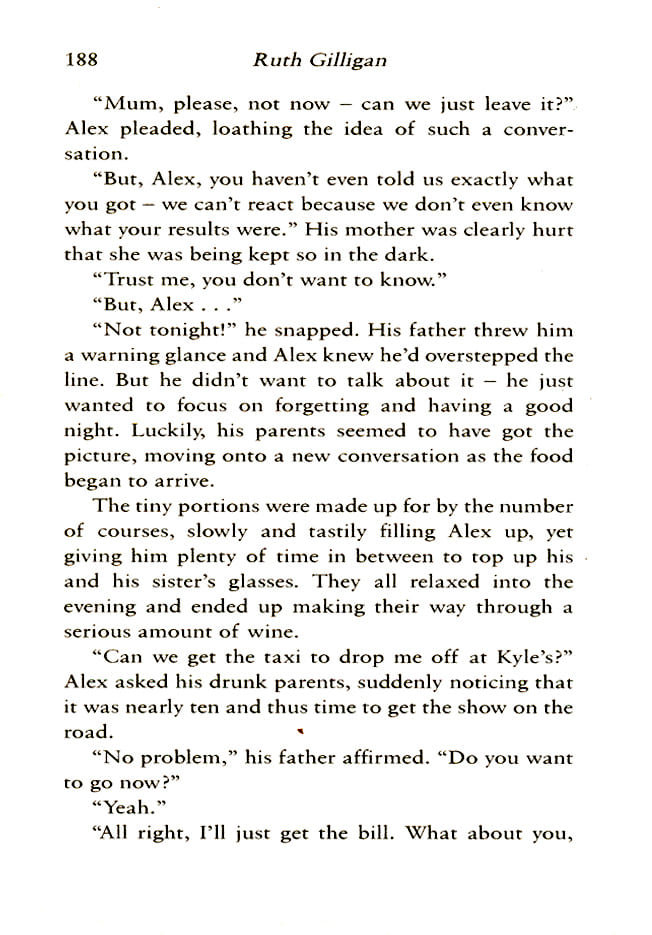 188 Ruth Gilligan
“Mum, please, not now – can we just leave it?”
Alex pleaded, loathing the idea of such a conver-
sation.
“But, Alex, you haven’t even told us exactly what
you got – we can’t react because we don’t even know
what your results were.” His mother was clearly hurt
that she was being kept so in the dark.
“Trust me, you don’t want to know.”
“But, Alex . . .”
“Not tonight!” he snapped. His father threw him
a warning glance and Alex knew he’d overstepped the
line. But he didn’t want to talk about it – he just
wanted to focus on forgetting and having a good
night. Luckily, his parents seemed to have got the
picture, moving onto a new conversation as the food
began to arrive.
The tiny portions were made up for by the number
of courses, slowly and tastily filling Alex up, yet
giving him plenty of time in between to top up his
and his sister’s glasses. They all relaxed into the
evening and ended up making their way through a
serious amount of wine.
“Can we get the taxi to drop me off at Kyle’s?”
Alex asked his drunk parents, suddenly noticing that
it was nearly ten and thus time to get the show on the
road.
“No problem,” his father affirmed. “Do you want
to go now?”
“Yeah.”
“All right, I’ll just get the bill. What about you,